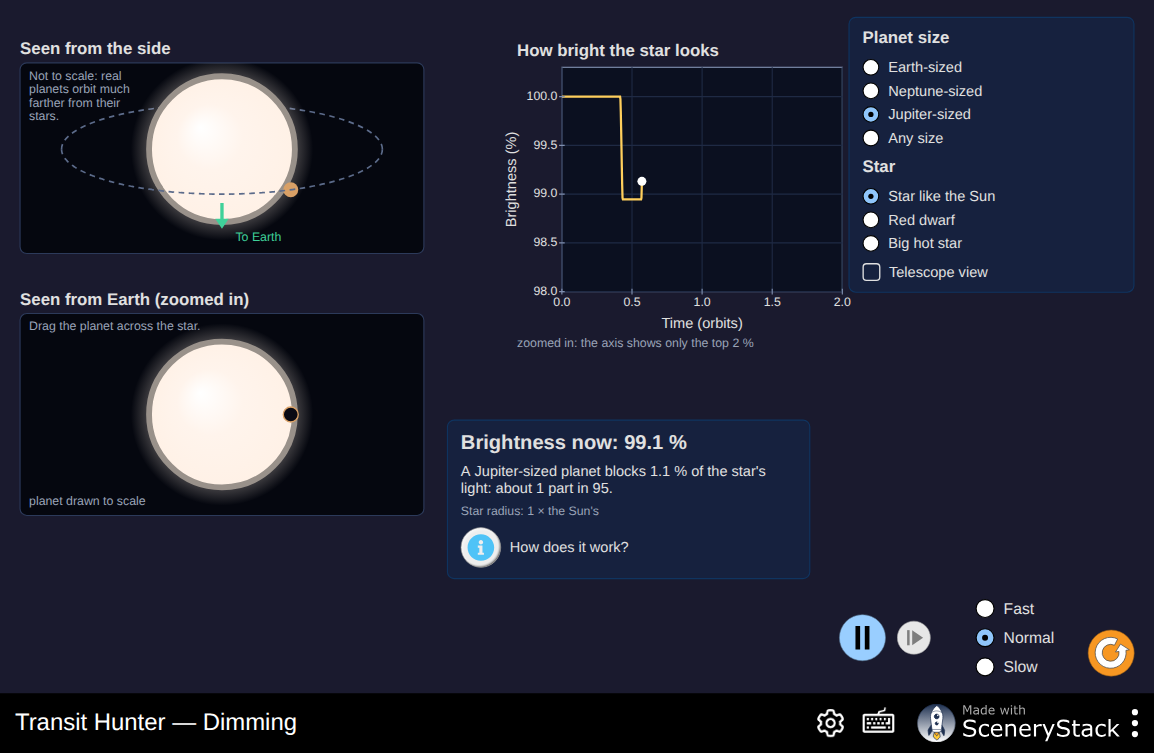 Seen from the side
Not to scale: real
planets orbit much
farther from their
stars.
To Earth
Seen from Earth (zoomed in)
Drag the planet across the star.
planet drawn to scale
How bright the star looks
Brightness (%)
100.0
99.5
99.0
98.5
98.0
0.0
0.5
1.0
1.5
2.0
Time (orbits)
zoomed in: the axis shows only the top 2 %
Planet size
Earth-sized
Neptune-sized
Jupiter-sized
Any size
Star
Star like the Sun
Red dwarf
Big hot star
Telescope view
Brightness now: 99.1 %
A Jupiter-sized planet blocks 1.1 % of the star's
light: about 1 part in 95.
Star radius: 1 × the Sun's
How does it work?
Fast
Normal
Slow
Transit Hunter — Dimming
Made with
SceneryStack